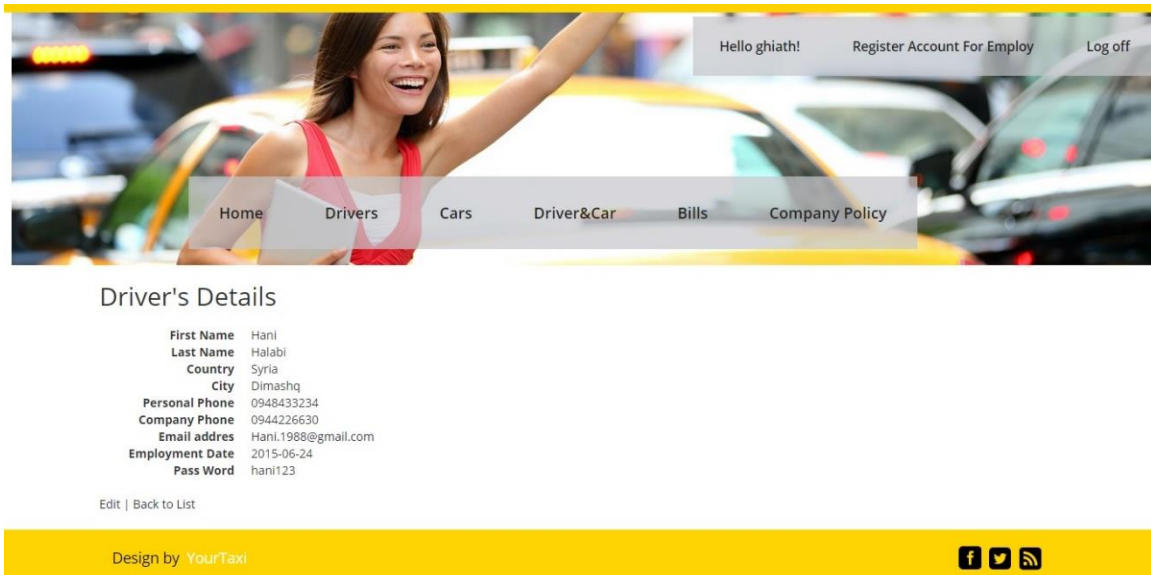 Hello ghiath! Register Account For Employ Log off
Home Drivers Cars Driver&Car Bills Company Policy
Driver's Details
First Name Hani
Last Name Halabi
Country Syria
City Dimashq
Personal Phone 0948433234
Company Phone 0944226630
Email addres Hani.1988@gmail.com
Employment Date 2015-06-24
Pass Word hani123
Edit | Back to List
Design by YourTaxi